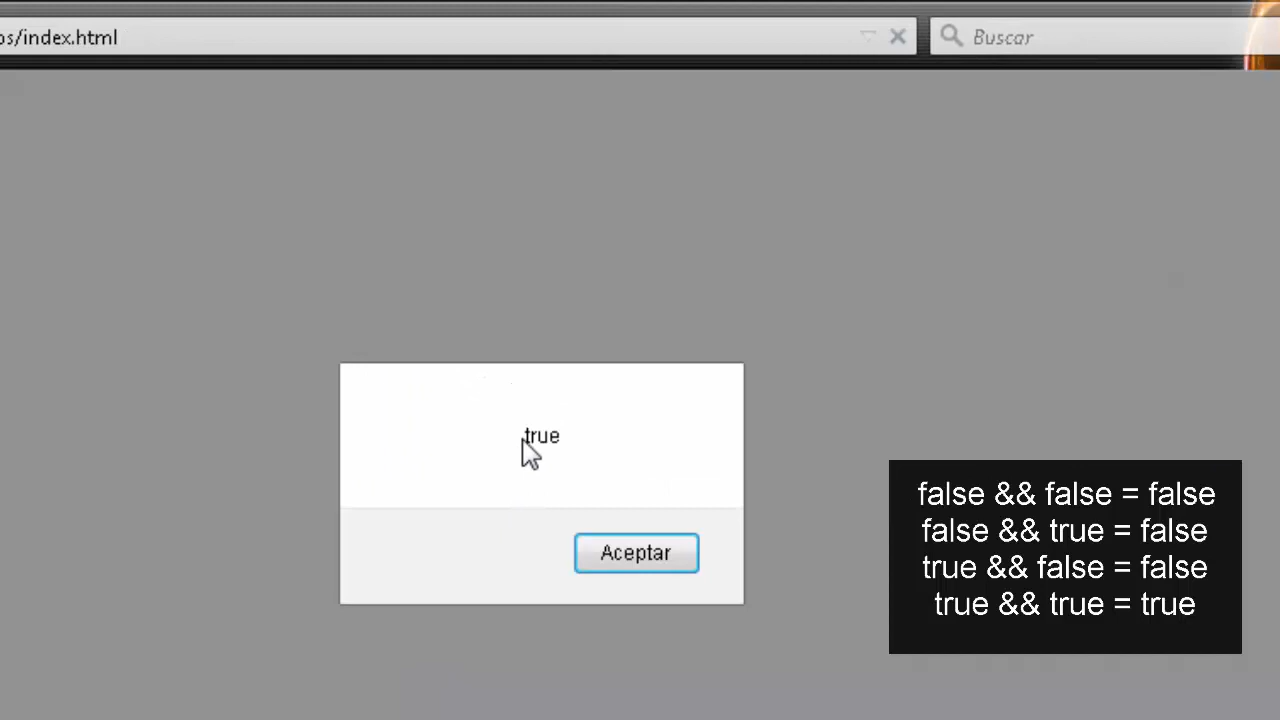 os/index.html
Buscar
true
Aceptar
false && false = false
false && true = false
true && false = false
true && true = true